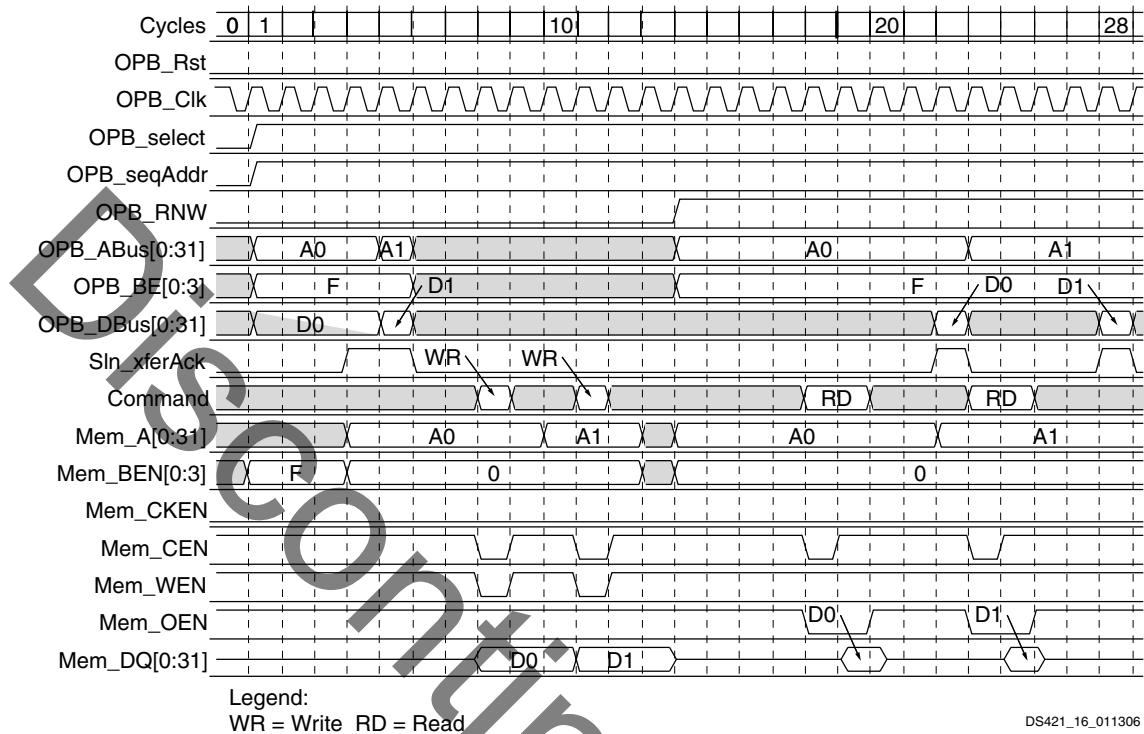 Cycles 0 1 10 20 28
OPB_Rst
OPB_Clk
OPB_select
OPB_seqAddr
OPB_RNW
OPB_ABus[0:31] A0 A1 A0 A1
OPB_BE[0:3] F D1 F D0 D1
OPB_DBus[0:31] D0
Sln_xferAck WR WR
Command RD RD
Mem_A[0:31] A0 A1 A0 A1
Mem_BEN[0:3] F 0 0
Mem_CKEN
Mem_CEN
Mem_WEN
Mem_OEN D0 D1
Mem_DQ[0:31] D0 D1
Legend:
WR = Write RD = Read
DS421_16_011306
Discontin